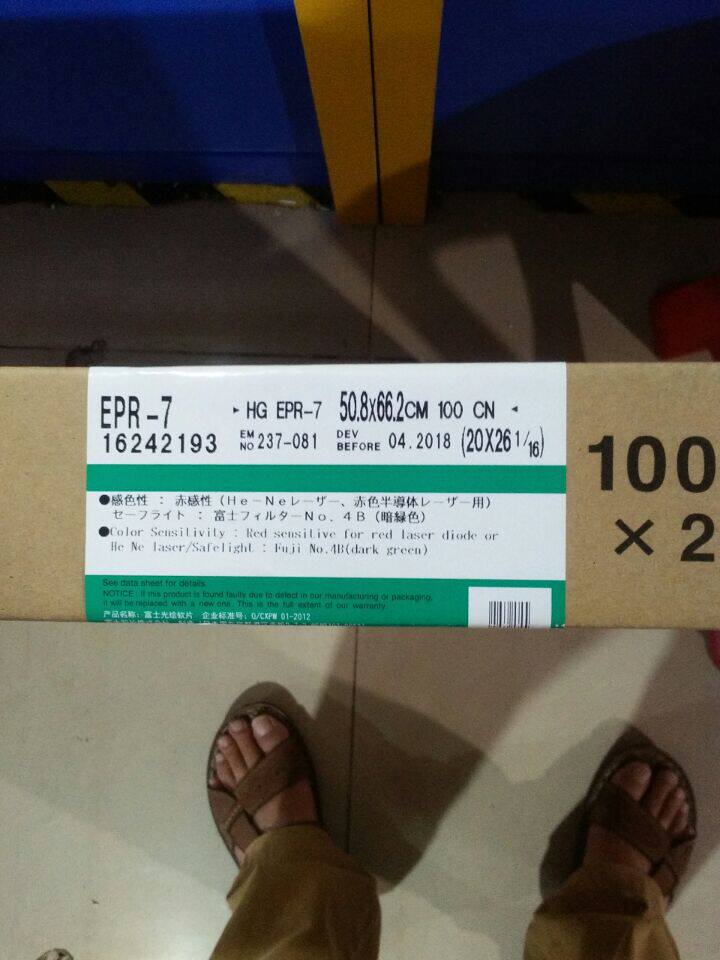 EPR-7
▸ HG EPR-7 50.8X66.2CM 100 CN ◂
16242193
EM NO 237-081 DEV BEFORE 04.2018 (20X26 1/16)
100
× 2
●感色性 : 赤感性(He-Neレーザー、赤色半導体レーザー用)
セーフライト : 富士フィルターNo. 4B(暗緑色)
●Color Sensitivity : Red sensitive for red laser diode or
He Ne laser/Safelight : Fuji No.4B(dark green)
See data sheet for details.
NOTICE: If this product is found faulty due to defect in our manufacturing or packaging,
it will be replaced with a new one. This is the full extent of our warranty.
产品名称: 富士光绘软片 企业标准号: Q/CXPW 01-2012